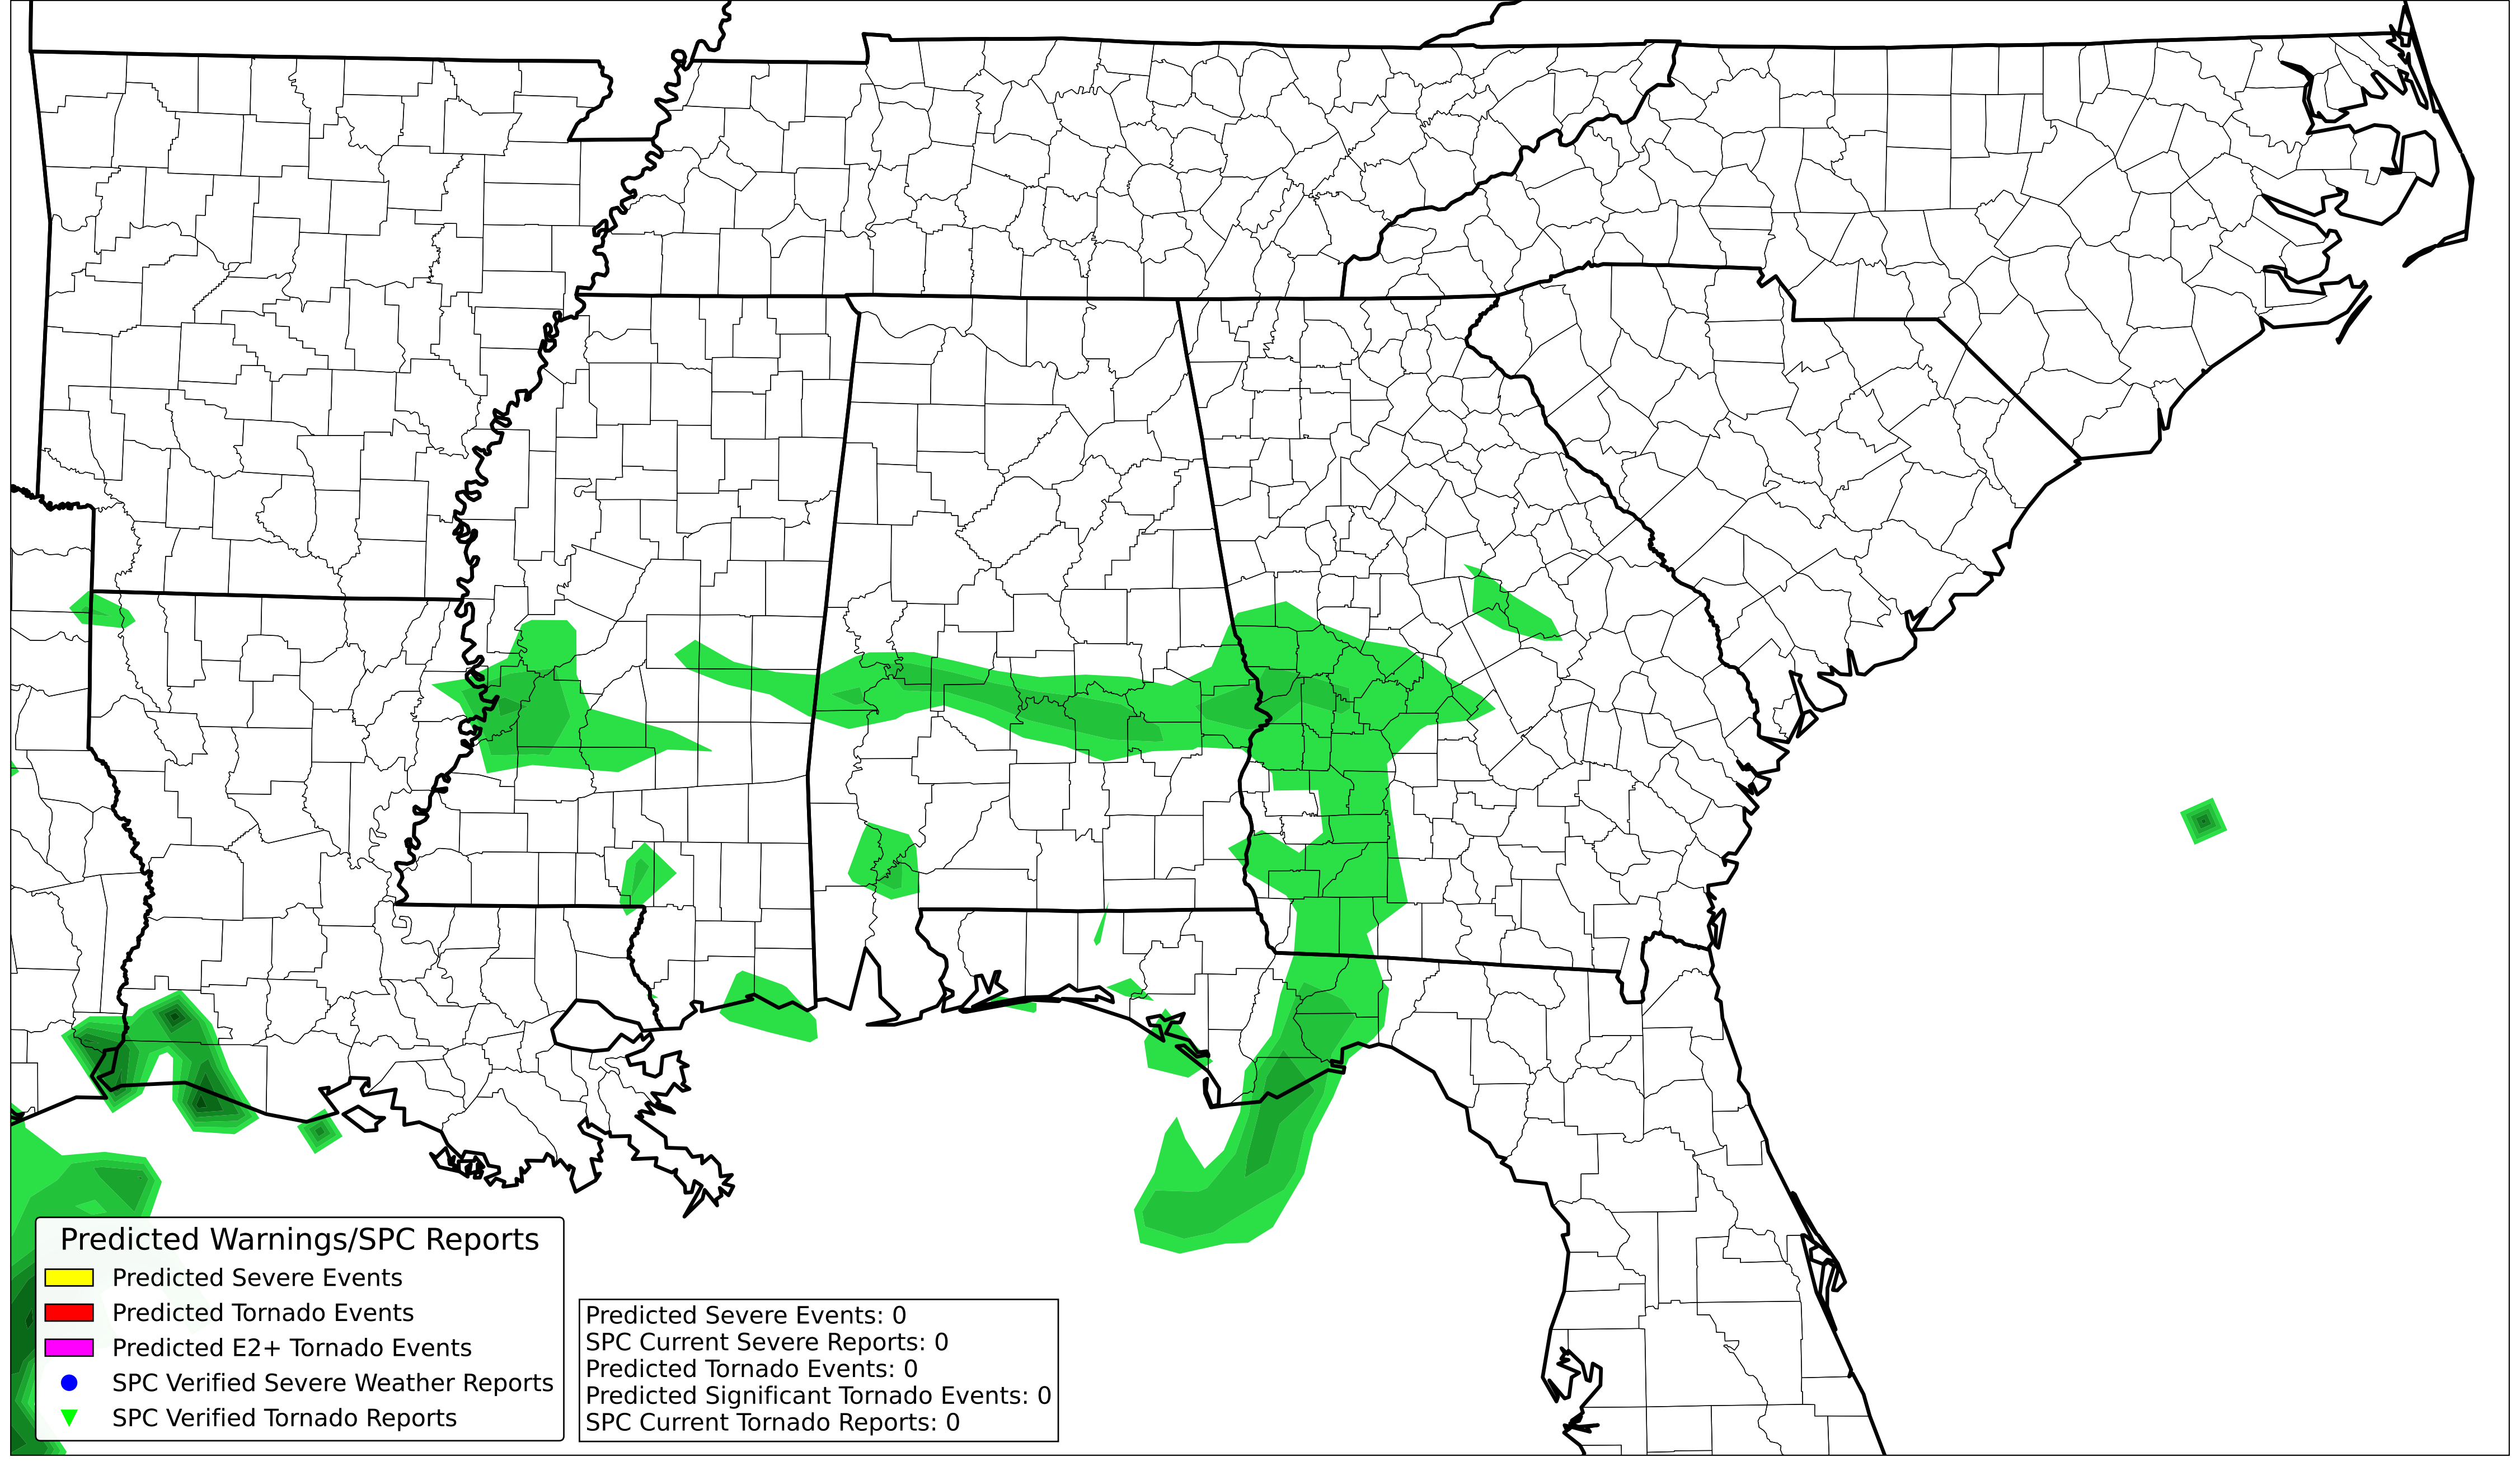 Predicted Warnings/SPC Reports
Predicted Severe Events
Predicted Tornado Events
Predicted E2+ Tornado Events
SPC Verified Severe Weather Reports
SPC Verified Tornado Reports
Predicted Severe Events: 0
SPC Current Severe Reports: 0
Predicted Tornado Events: 0
Predicted Significant Tornado Events: 0
SPC Current Tornado Reports: 0